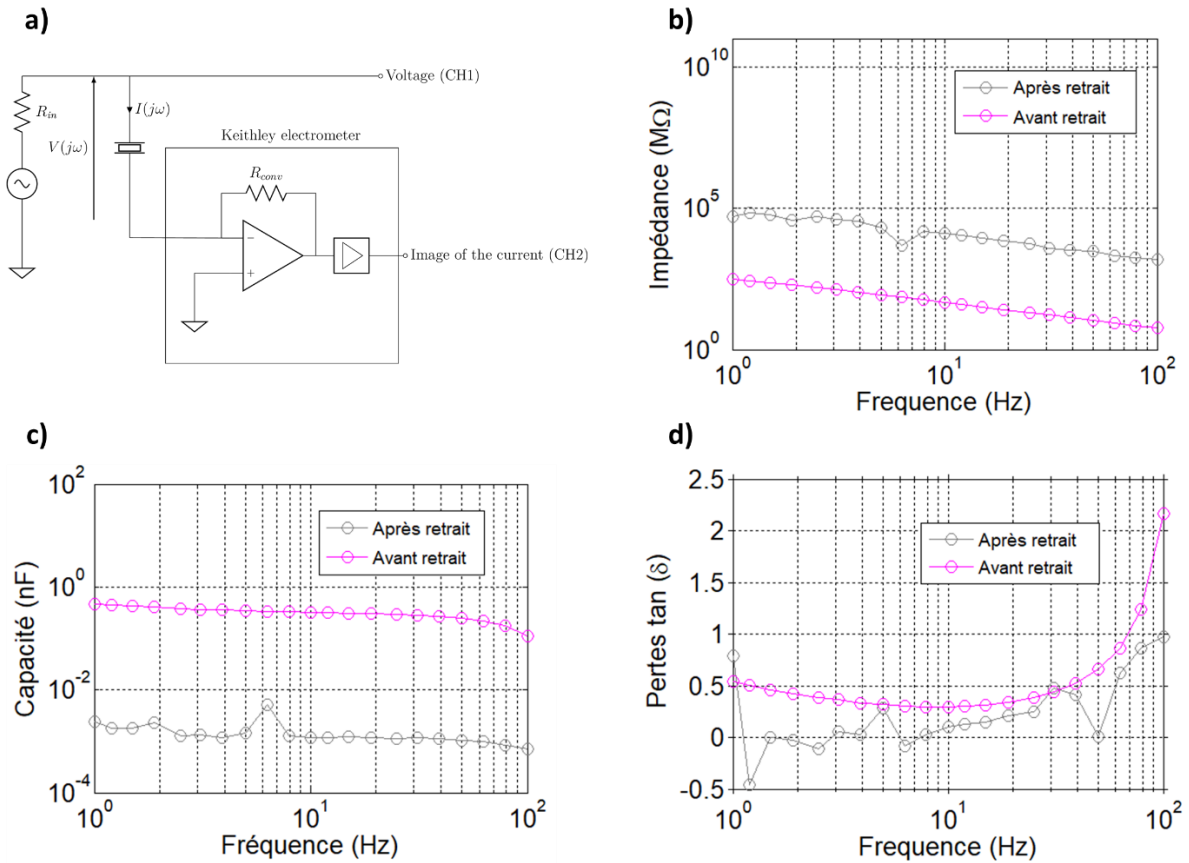 a)
Voltage (CH1)
R_in
I(jω)
V(jω)
Keithley electrometer
R_conv
−
+
Image of the current (CH2)
b)
10^10
10^5
10^0
Impédance (MΩ)
Après retrait
Avant retrait
10^0
10^1
10^2
Frequence (Hz)
c)
10^2
10^0
10^-2
10^-4
Capacité (nF)
Après retrait
Avant retrait
10^0
10^1
10^2
Fréquence (Hz)
d)
2.5
2
1.5
1
0.5
0
-0.5
Pertes tan (δ)
Après retrait
Avant retrait
10^0
10^1
10^2
Frequence (Hz)